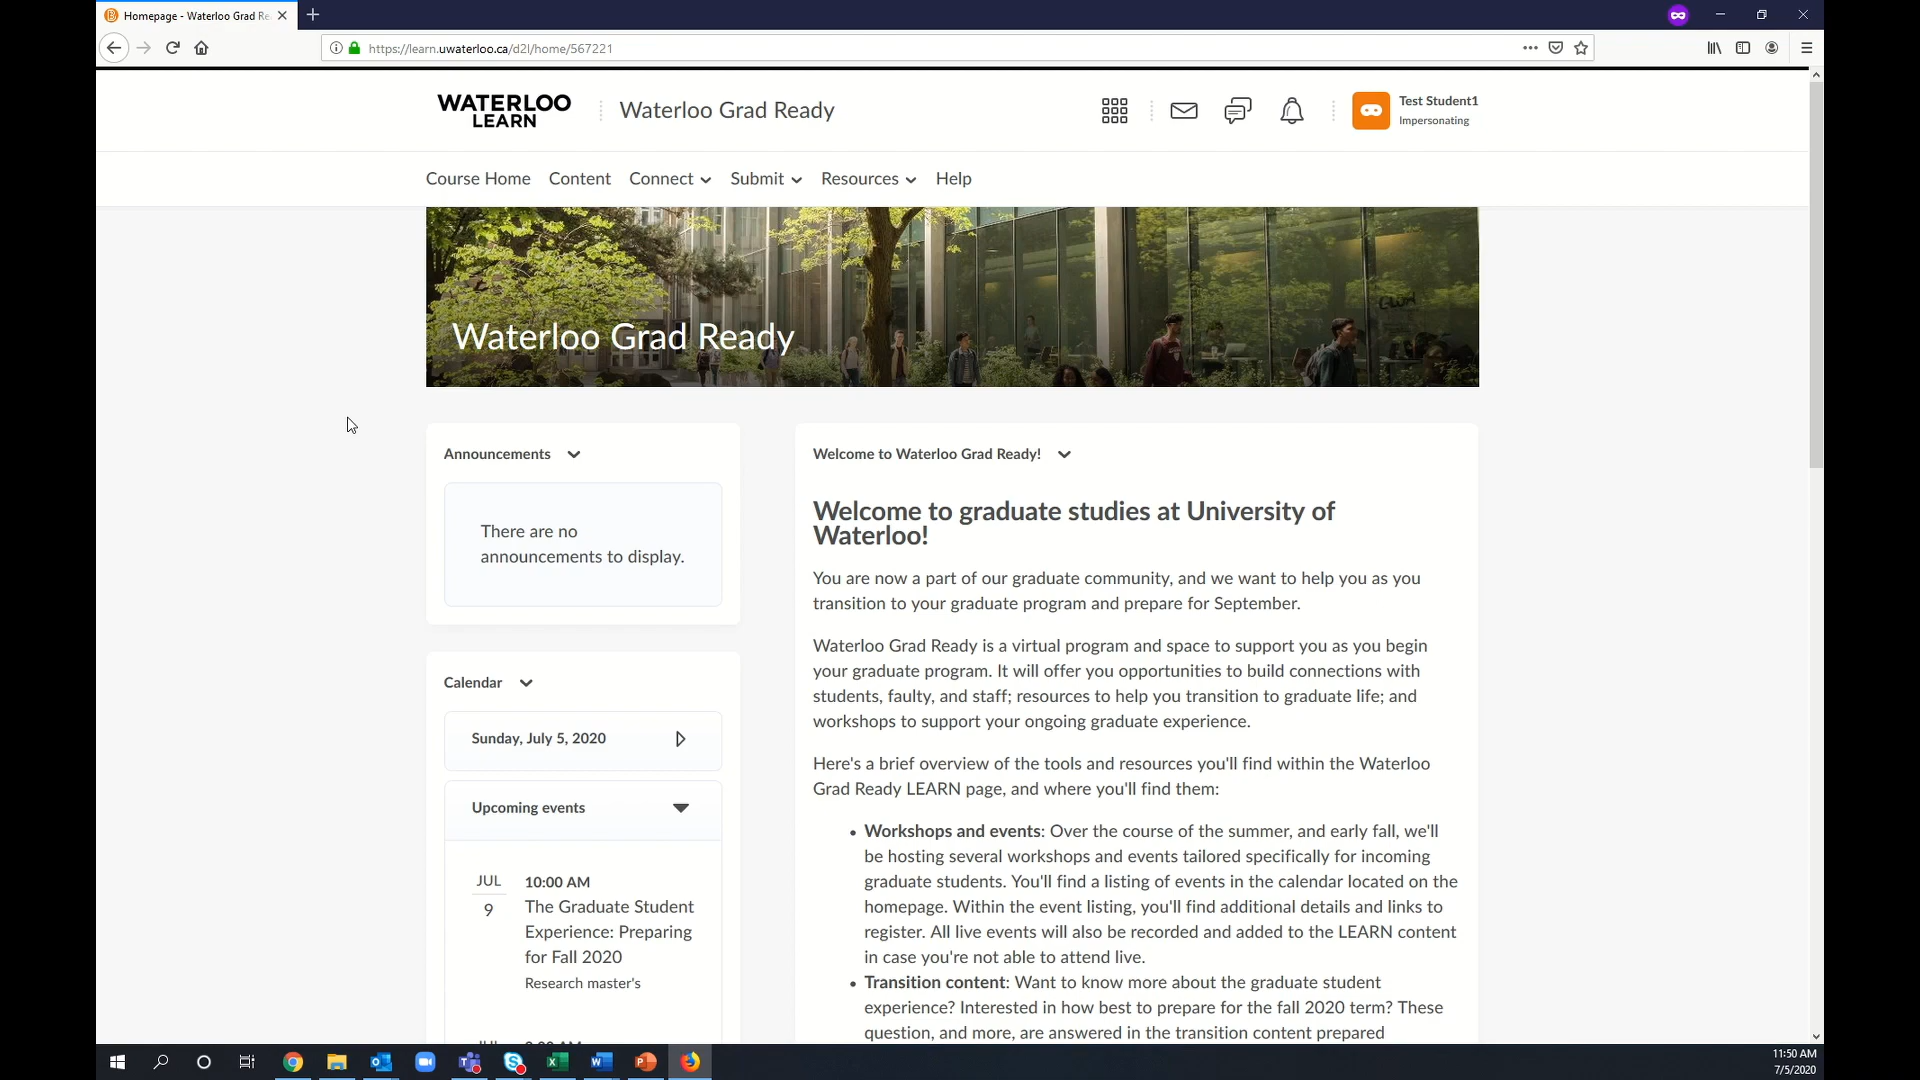 Homepage - Waterloo Grad Re
https://learn.uwaterloo.ca/d2l/home/567221
WATERLOO
LEARN
Waterloo Grad Ready
Test Student1
Impersonating
Course Home
Content
Connect
Submit
Resources
Help
Waterloo Grad Ready
Announcements
There are no
announcements to display.
Calendar
Sunday, July 5, 2020
Upcoming events
JUL
9
10:00 AM
The Graduate Student
Experience: Preparing
for Fall 2020
Research master's
Welcome to Waterloo Grad Ready!
Welcome to graduate studies at University of
Waterloo!
You are now a part of our graduate community, and we want to help you as you
transition to your graduate program and prepare for September.
Waterloo Grad Ready is a virtual program and space to support you as you begin
your graduate program. It will offer you opportunities to build connections with
students, faulty, and staff; resources to help you transition to graduate life; and
workshops to support your ongoing graduate experience.
Here's a brief overview of the tools and resources you'll find within the Waterloo
Grad Ready LEARN page, and where you'll find them:
• Workshops and events: Over the course of the summer, and early fall, we'll
be hosting several workshops and events tailored specifically for incoming
graduate students. You'll find a listing of events in the calendar located on the
homepage. Within the event listing, you'll find additional details and links to
register. All live events will also be recorded and added to the LEARN content
in case you're not able to attend live.
• Transition content: Want to know more about the graduate student
experience? Interested in how best to prepare for the fall 2020 term? These
question, and more, are answered in the transition content prepared
11:50 AM
7/5/2020